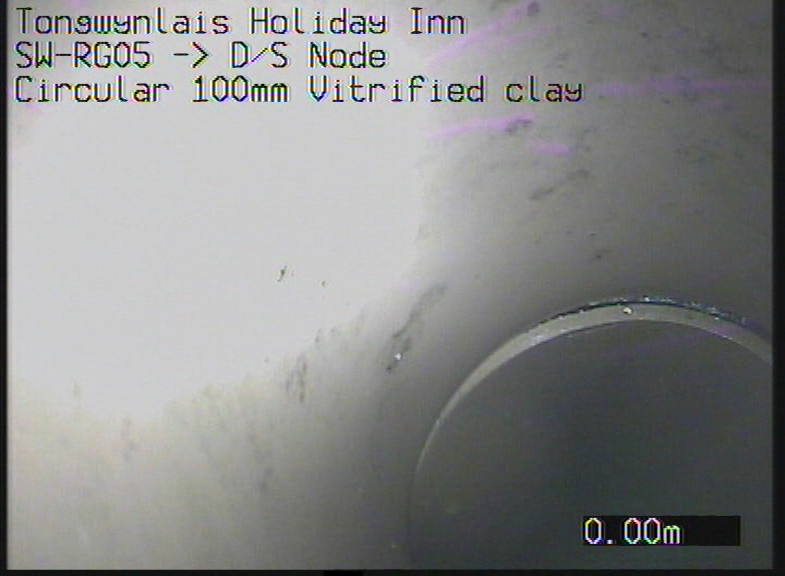 Tongwynlais Holiday Inn
SW-RG05 -> D/S Node
Circular 100mm Vitrified clay
0.00m